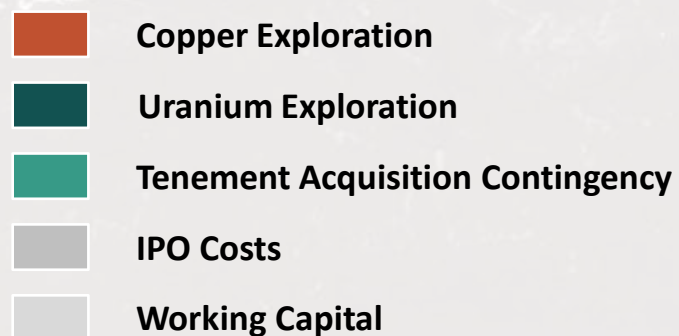 Copper Exploration
Uranium Exploration
Tenement Acquisition Contingency
IPO Costs
Working Capital